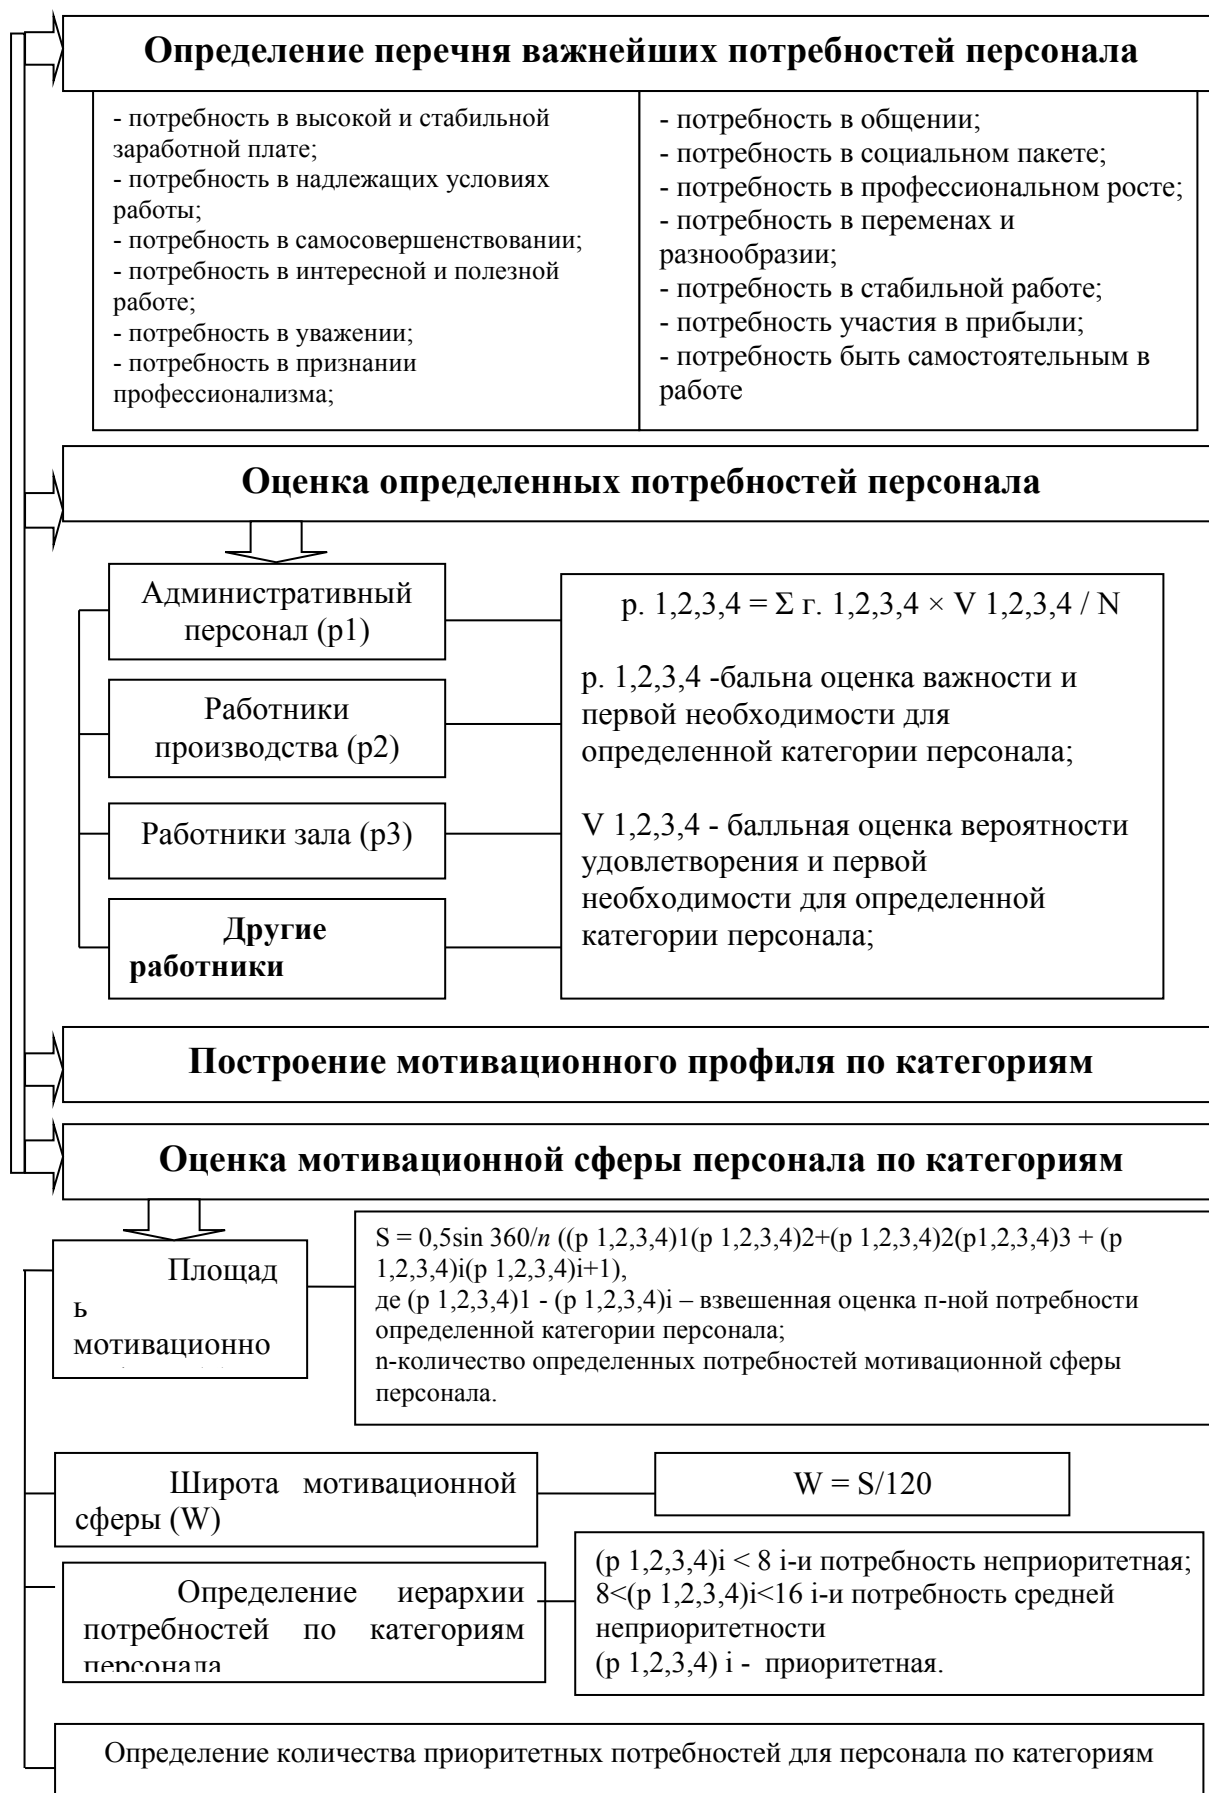 Определение перечня важнейших потребностей персонала
- потребность в высокой и стабильной
заработной плате;
- потребность в надлежащих условиях
работы;
- потребность в самосовершенствовании;
- потребность в интересной и полезной
работе;
- потребность в уважении;
- потребность в признании
профессионализма;
- потребность в общении;
- потребность в социальном пакете;
- потребность в профессиональном росте;
- потребность в переменах и
разнообразии;
- потребность в стабильной работе;
- потребность участия в прибыли;
- потребность быть самостоятельным в
работе
Оценка определенных потребностей персонала
Административный
персонал (р1)
Работники
производства (р2)
Работники зала (р3)
Другие
работники
р. 1,2,3,4 = Σ г. 1,2,3,4 × V 1,2,3,4 / N
р. 1,2,3,4 -бальна оценка важности и
первой необходимости для
определенной категории персонала;
V 1,2,3,4 - балльная оценка вероятности
удовлетворения и первой
необходимости для определенной
категории персонала;
Построение мотивационного профиля по категориям
Оценка мотивационной сферы персонала по категориям
Площад
ь
мотивационно
S = 0,5sin 360/n ((р 1,2,3,4)1(р 1,2,3,4)2+(р 1,2,3,4)2(р1,2,3,4)3 + (р
1,2,3,4)i(р 1,2,3,4)i+1),
де (р 1,2,3,4)1 - (р 1,2,3,4)i – взвешенная оценка п-ной потребности
определенной категории персонала;
n-количество определенных потребностей мотивационной сферы
персонала.
Широта мотивационной
сферы (W)
W = S/120
Определение иерархии
потребностей по категориям
персонала
(р 1,2,3,4)i < 8 i-и потребность неприоритетная;
8<(р 1,2,3,4)i<16 i-и потребность средней
неприоритетности
(р 1,2,3,4) i - приоритетная.
Определение количества приоритетных потребностей для персонала по категориям